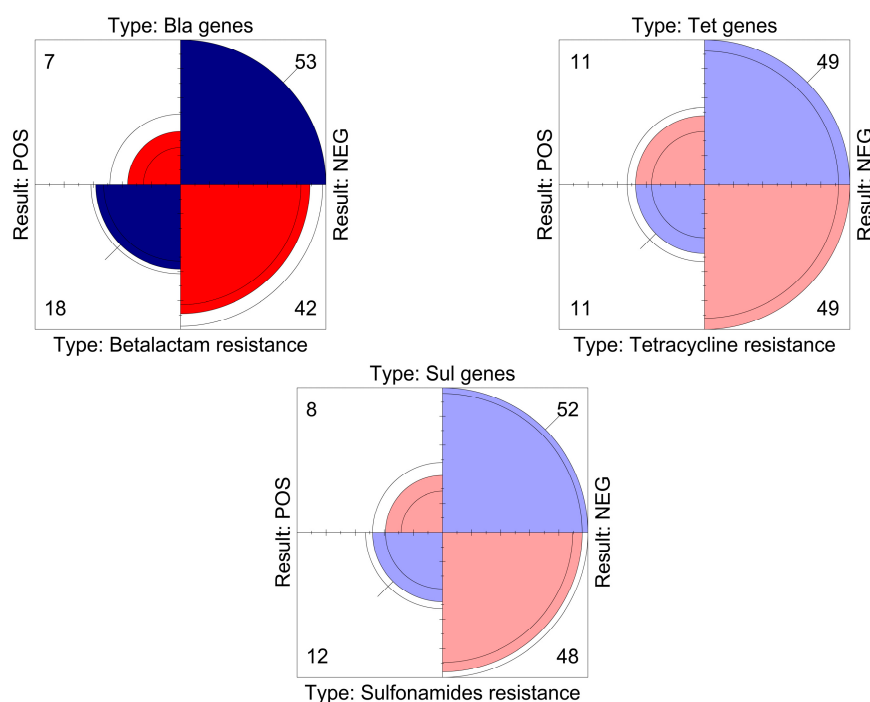 Type: Bla genes
7
53
Result: POS
Result: NEG
18
42
Type: Betalactam resistance
Type: Tet genes
11
49
Result: POS
Result: NEG
11
49
Type: Tetracycline resistance
Type: Sul genes
8
52
Result: POS
Result: NEG
12
48
Type: Sulfonamides resistance